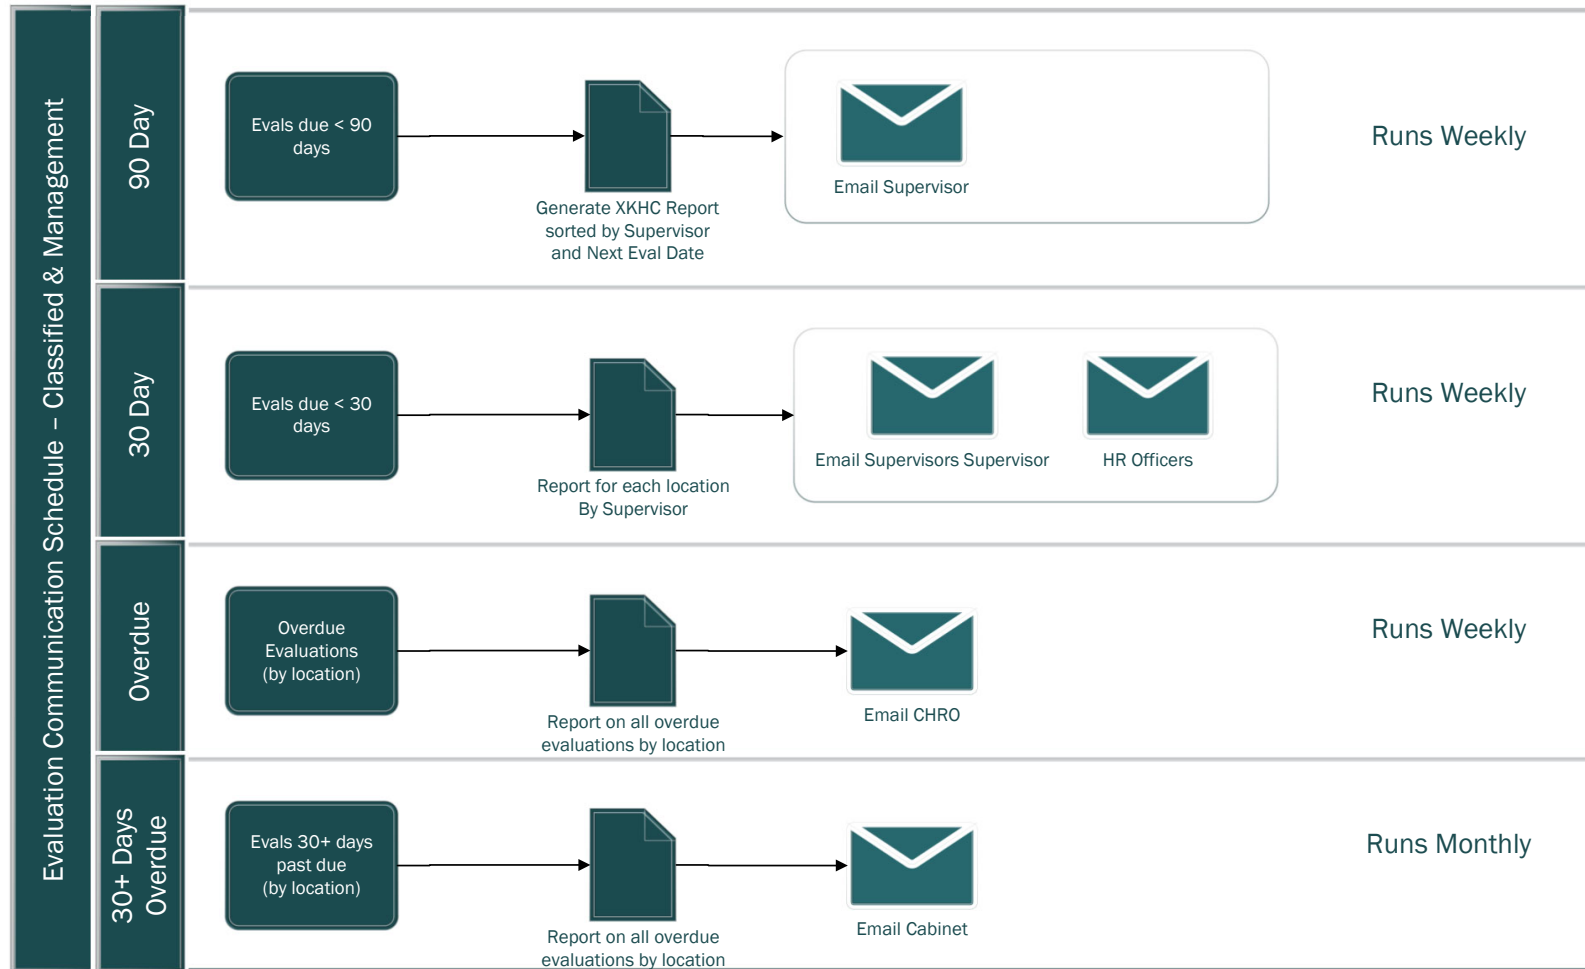 Evaluation Communication Schedule – Classified & Management
90 Day
Evals due < 90
days
Generate XKHC Report
sorted by Supervisor
and Next Eval Date
Email Supervisor
Runs Weekly
30 Day
Evals due < 30
days
Report for each location
By Supervisor
Email Supervisors Supervisor
HR Officers
Runs Weekly
Overdue
Overdue
Evaluations
(by location)
Report on all overdue
evaluations by location
Email CHRO
Runs Weekly
30+ Days
Overdue
Evals 30+ days
past due
(by location)
Report on all overdue
evaluations by location
Email Cabinet
Runs Monthly